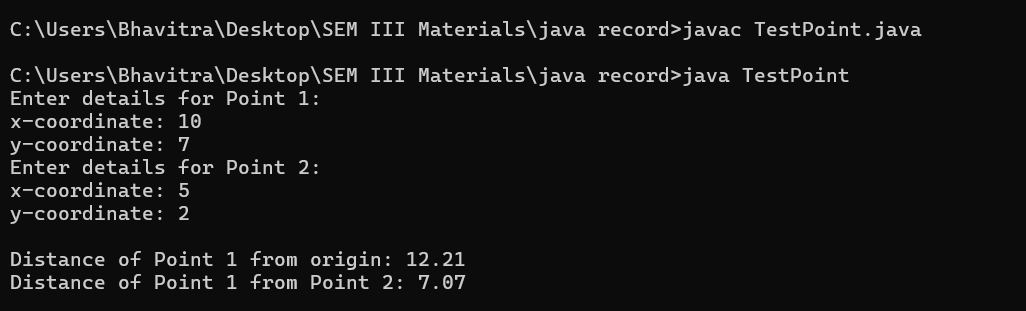 C:\Users\Bhavitra\Desktop\SEM III Materials\java record>javac TestPoint.java
C:\Users\Bhavitra\Desktop\SEM III Materials\java record>java TestPoint
Enter details for Point 1:
x-coordinate: 10
y-coordinate: 7
Enter details for Point 2:
x-coordinate: 5
y-coordinate: 2
Distance of Point 1 from origin: 12.21
Distance of Point 1 from Point 2: 7.07